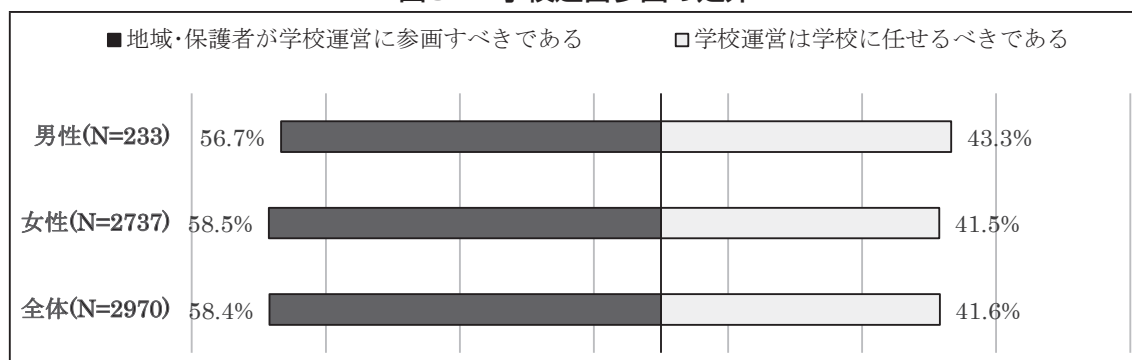 ■地域・保護者が学校運営に参画すべきである □学校運営は学校に任せるべきである
男性(N=233) 56.7% 43.3%
女性(N=2737) 58.5% 41.5%
全体(N=2970) 58.4% 41.6%